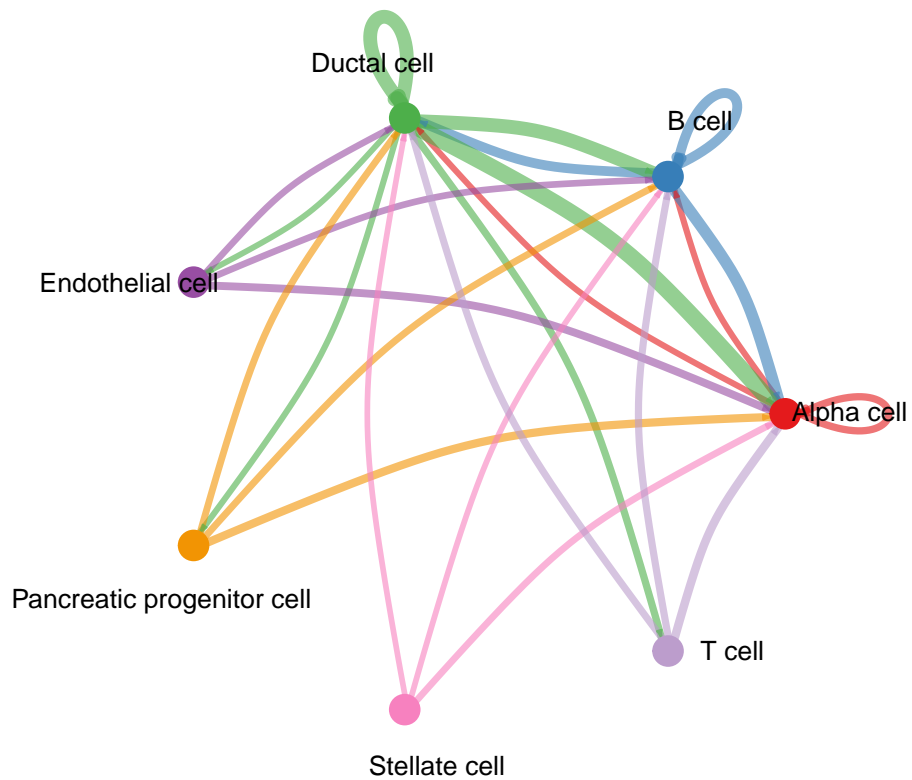 Ductal cell
B cell
Endothelial cell
Alpha cell
Pancreatic progenitor cell
T cell
Stellate cell